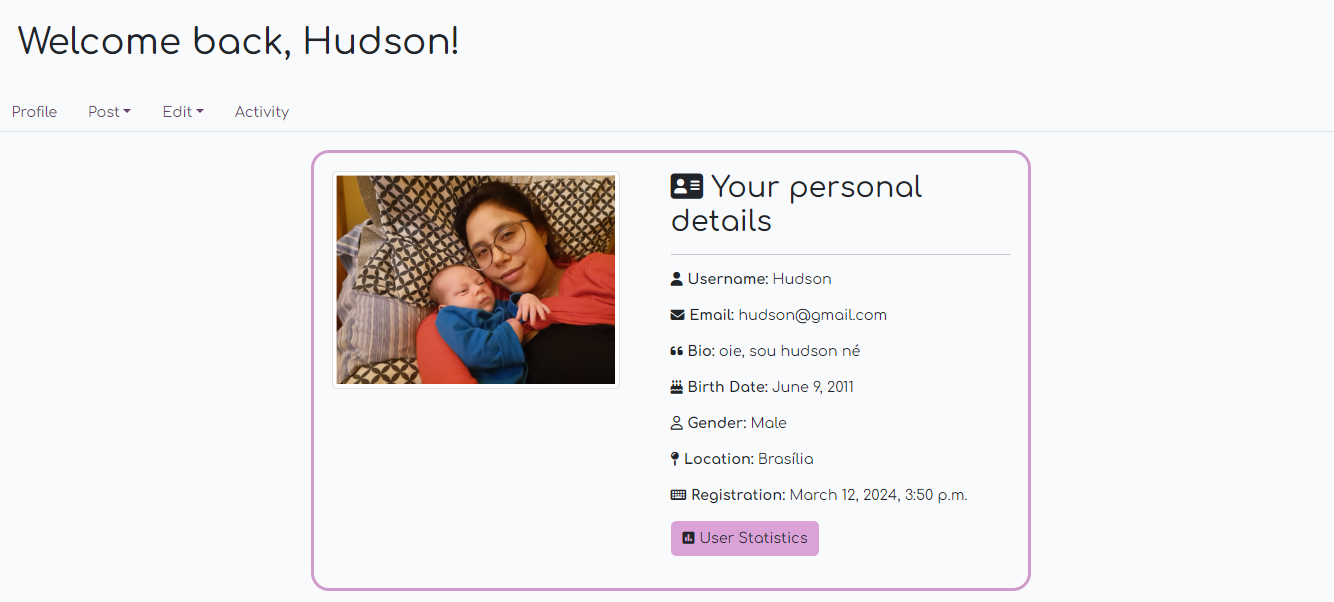 Welcome back, Hudson!
Profile Post Edit Activity
Your personal
details
Username: Hudson
Email: hudson@gmail.com
Bio: oie, sou hudson né
Birth Date: June 9, 2011
Gender: Male
Location: Brasília
Registration: March 12, 2024, 3:50 p.m.
User Statistics